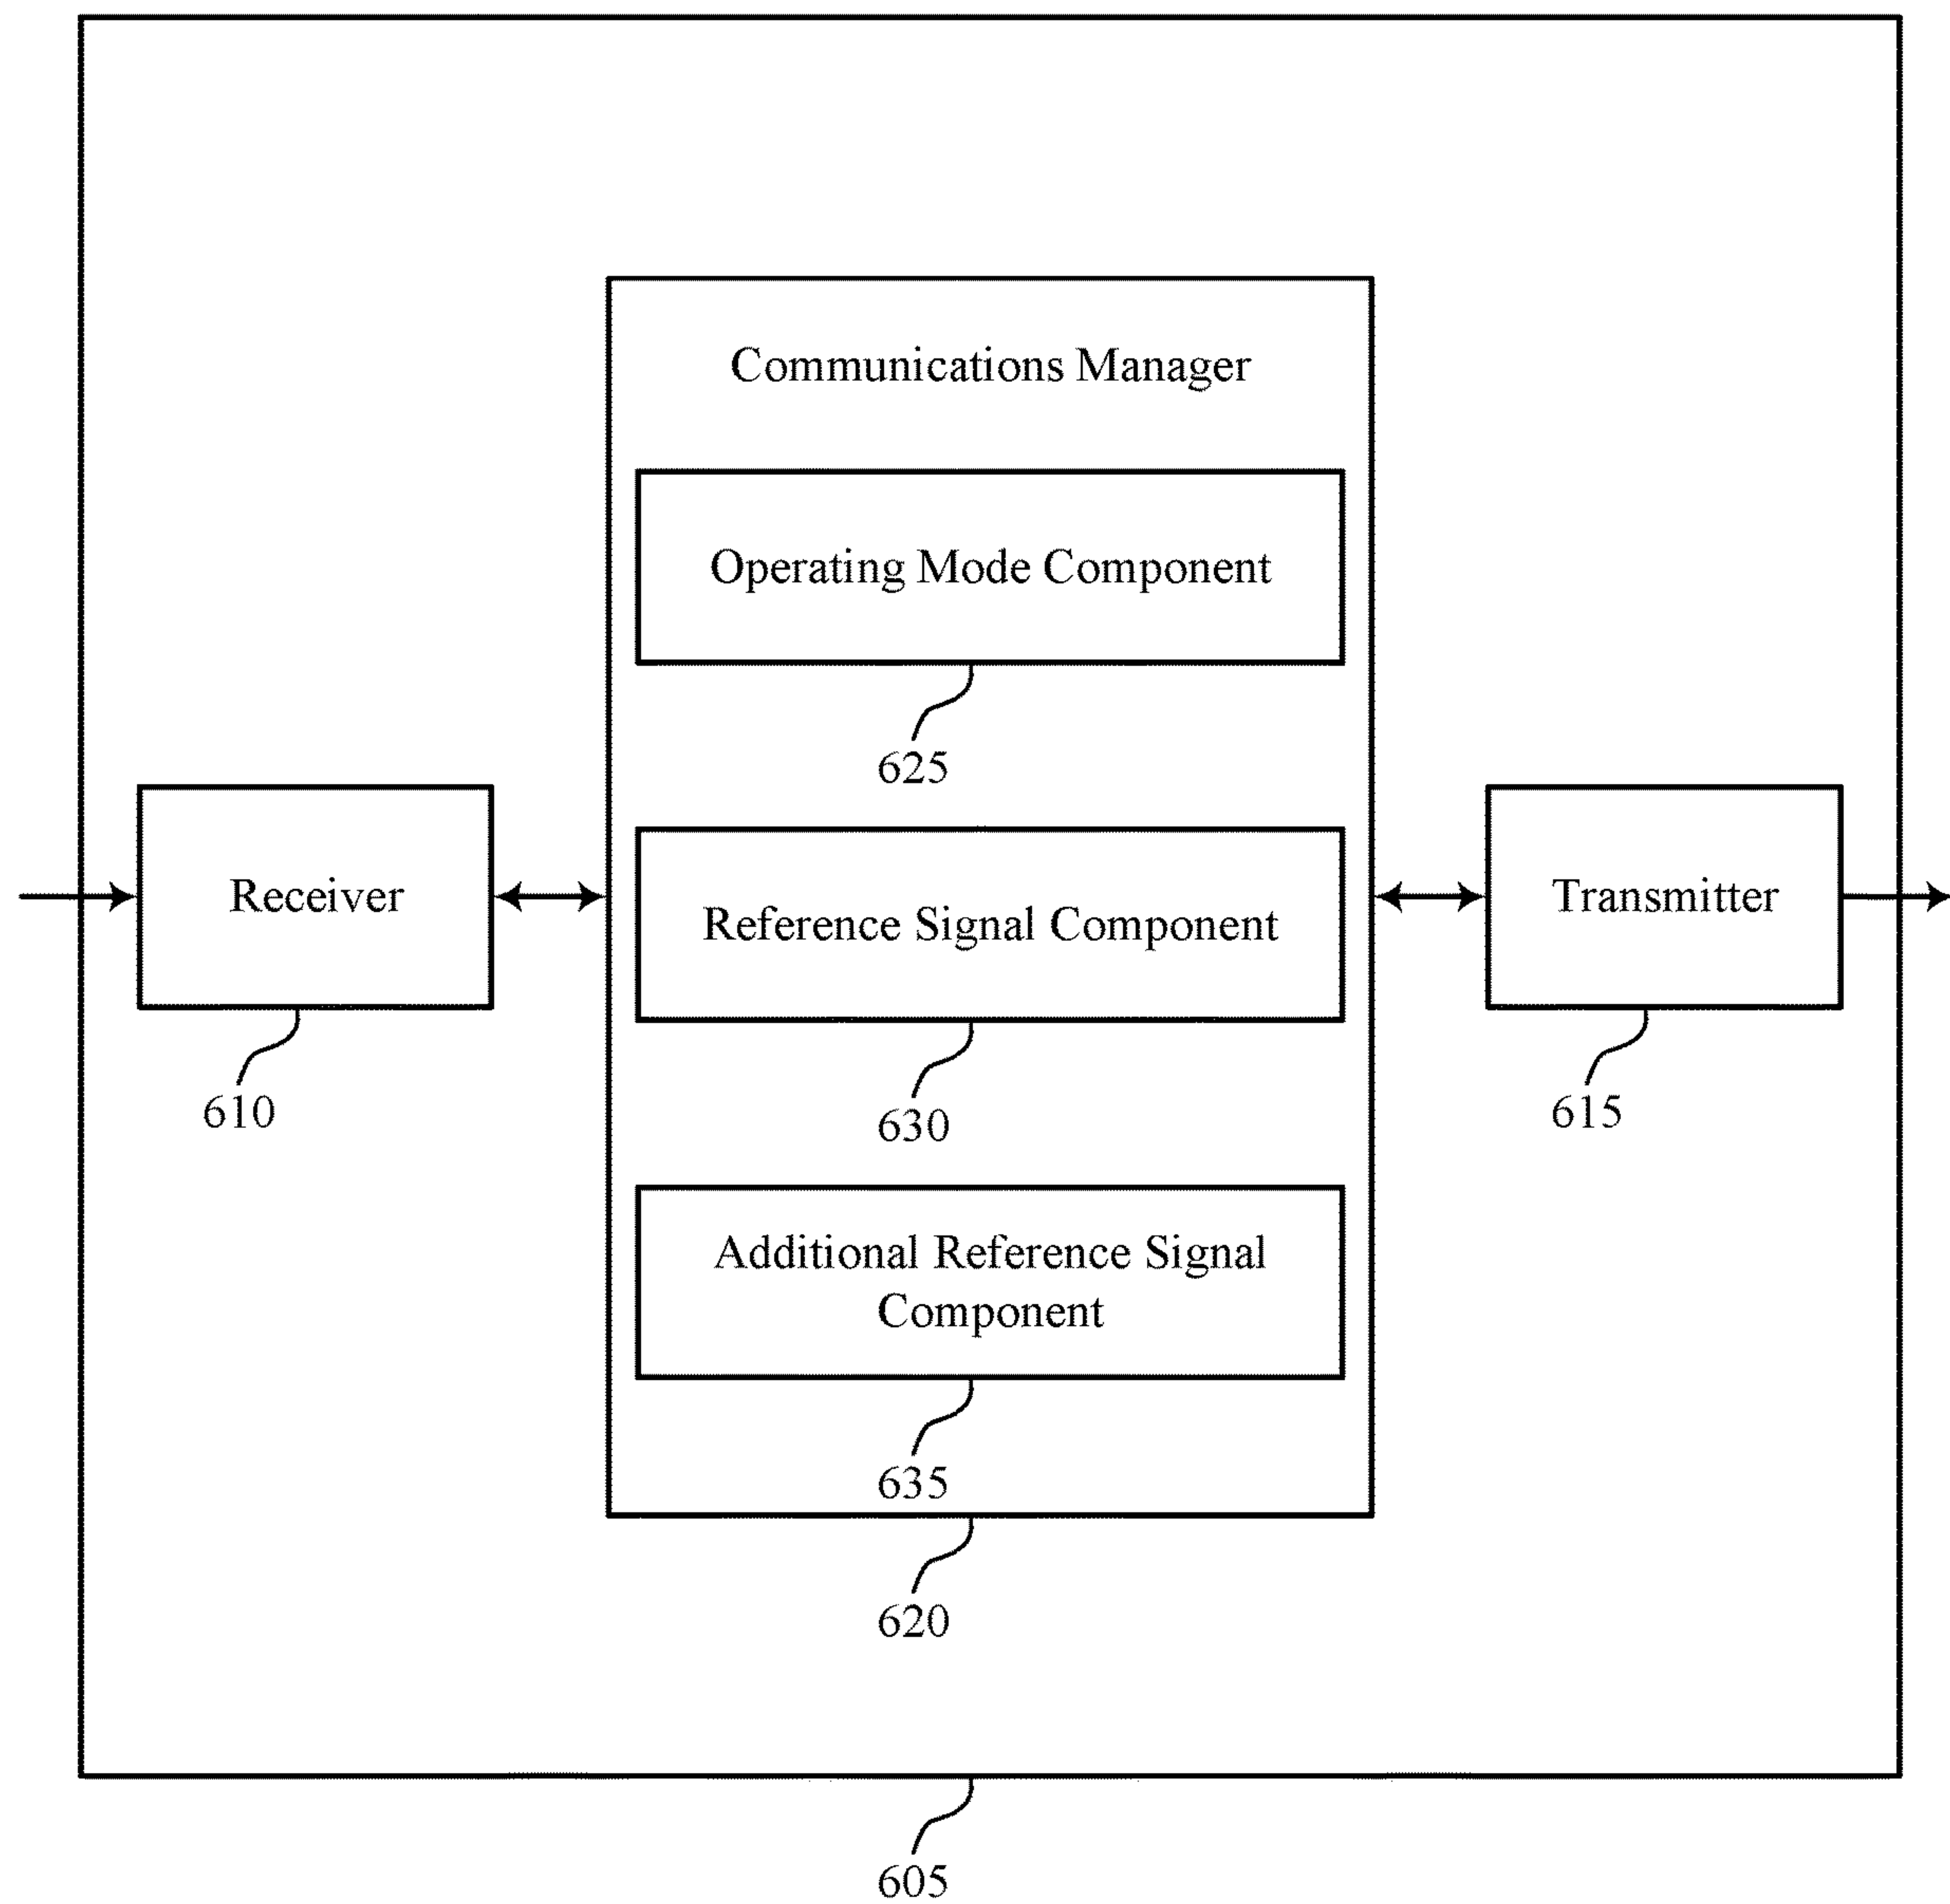 Communications Manager
Operating Mode Component
625
Receiver
610
Reference Signal Component
630
Transmitter
615
Additional Reference Signal
Component
635
620
605